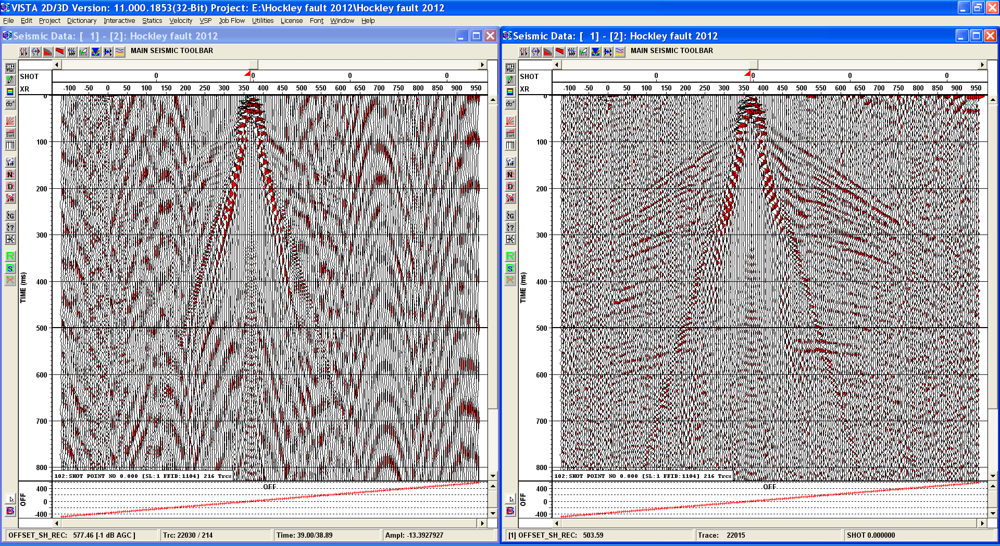 VISTA 2D/3D Version: 11.000.1853(32-Bit) Project: E:\Hockley fault 2012\Hockley fault 2012
File Edit Project Dictionary Interactive Statics Velocity VSP Job Flow Utilities License Font Window Help
Seismic Data: [ 1] - [2]: Hockley fault 2012
MAIN SEISMIC TOOLBAR
SHOT 0 0 0 0
XR -100 -50 0 50 100 150 200 250 300 350 400 450 500 550 600 650 700 750 800 850 900 950
0
100
200
300
400
500
600
700
800
TIME (ms)
Plot
Sort
N
D
G
?
R
S
102:SHOT POINT NO 0.000 [SL:1 FFID:1104] 216 Trcs
OFF
400
0
-400
OFF
OFFSET_SH_REC: 577.46 [-1 dB AGC ] Trc: 22030 / 214 Time: 39.00/38.89 Ampl: -13.3927927
Seismic Data: [ 1] - [2]: Hockley fault 2012
MAIN SEISMIC TOOLBAR
SHOT 0 0 0 0
XR -100 -50 0 50 100 150 200 250 300 350 400 450 500 550 600 650 700 750 800 850 900 950
0
100
200
300
400
500
600
700
800
TIME (ms)
Plot
Sort
N
D
G
?
R
S
102:SHOT POINT NO 0.000 [SL:1 FFID:1104] 216 Trcs
OFF
400
0
-400
OFF
[1] OFFSET_SH_REC: 503.59 Trace: 22015 SHOT 0.000000